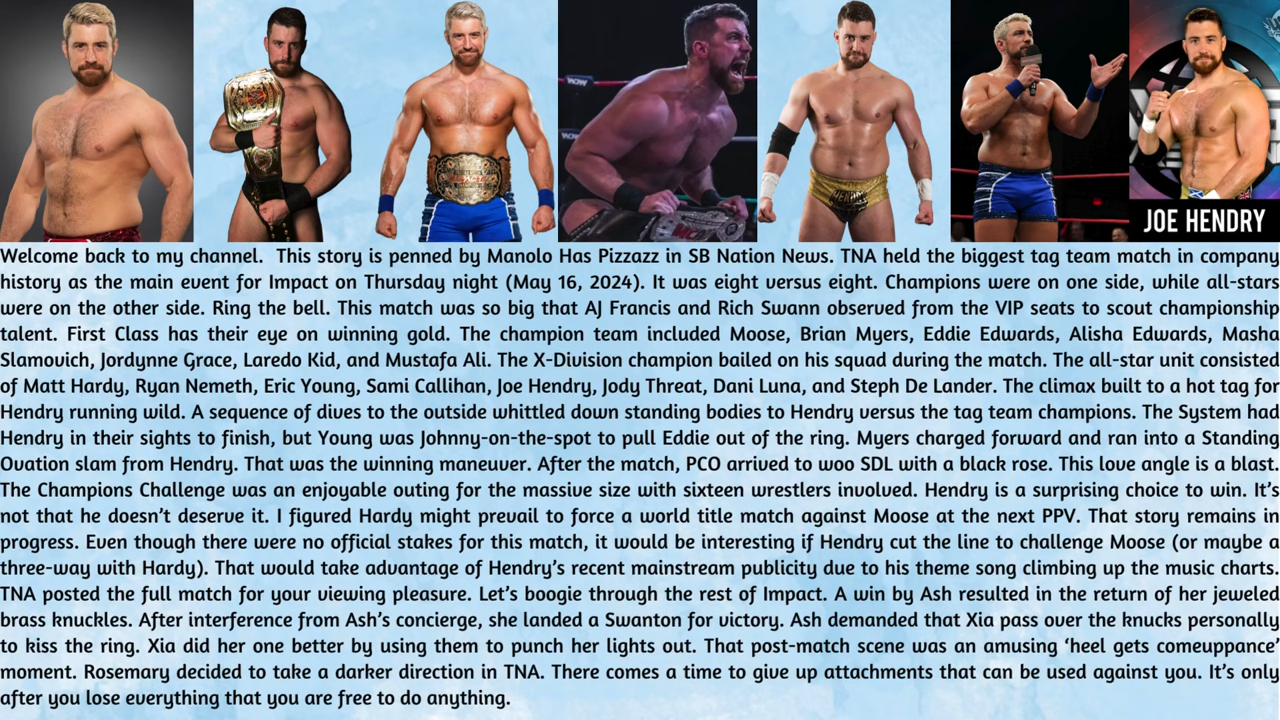 HENDRY
JOE HENDRY
Welcome back to my channel.  This story is penned by Manolo Has Pizzazz in SB Nation News. TNA held the biggest tag team match in company
history as the main event for Impact on Thursday night (May 16, 2024). It was eight versus eight. Champions were on one side, while all-stars
were on the other side. Ring the bell. This match was so big that AJ Francis and Rich Swann observed from the VIP seats to scout championship
talent. First Class has their eye on winning gold. The champion team included Moose, Brian Myers, Eddie Edwards, Alisha Edwards, Masha
Slamovich, Jordynne Grace, Laredo Kid, and Mustafa Ali. The X-Division champion bailed on his squad during the match. The all-star unit consisted
of Matt Hardy, Ryan Nemeth, Eric Young, Sami Callihan, Joe Hendry, Jody Threat, Dani Luna, and Steph De Lander. The climax built to a hot tag for
Hendry running wild. A sequence of dives to the outside whittled down standing bodies to Hendry versus the tag team champions. The System had
Hendry in their sights to finish, but Young was Johnny-on-the-spot to pull Eddie out of the ring. Myers charged forward and ran into a Standing
Ovation slam from Hendry. That was the winning maneuver. After the match, PCO arrived to woo SDL with a black rose. This love angle is a blast.
The Champions Challenge was an enjoyable outing for the massive size with sixteen wrestlers involved. Hendry is a surprising choice to win. It’s
not that he doesn’t deserve it. I figured Hardy might prevail to force a world title match against Moose at the next PPV. That story remains in
progress. Even though there were no official stakes for this match, it would be interesting if Hendry cut the line to challenge Moose (or maybe a
three-way with Hardy). That would take advantage of Hendry’s recent mainstream publicity due to his theme song climbing up the music charts.
TNA posted the full match for your viewing pleasure. Let’s boogie through the rest of Impact. A win by Ash resulted in the return of her jeweled
brass knuckles. After interference from Ash’s concierge, she landed a Swanton for victory. Ash demanded that Xia pass over the knucks personally
to kiss the ring. Xia did her one better by using them to punch her lights out. That post-match scene was an amusing ‘heel gets comeuppance’
moment. Rosemary decided to take a darker direction in TNA. There comes a time to give up attachments that can be used against you. It’s only
after you lose everything that you are free to do anything.